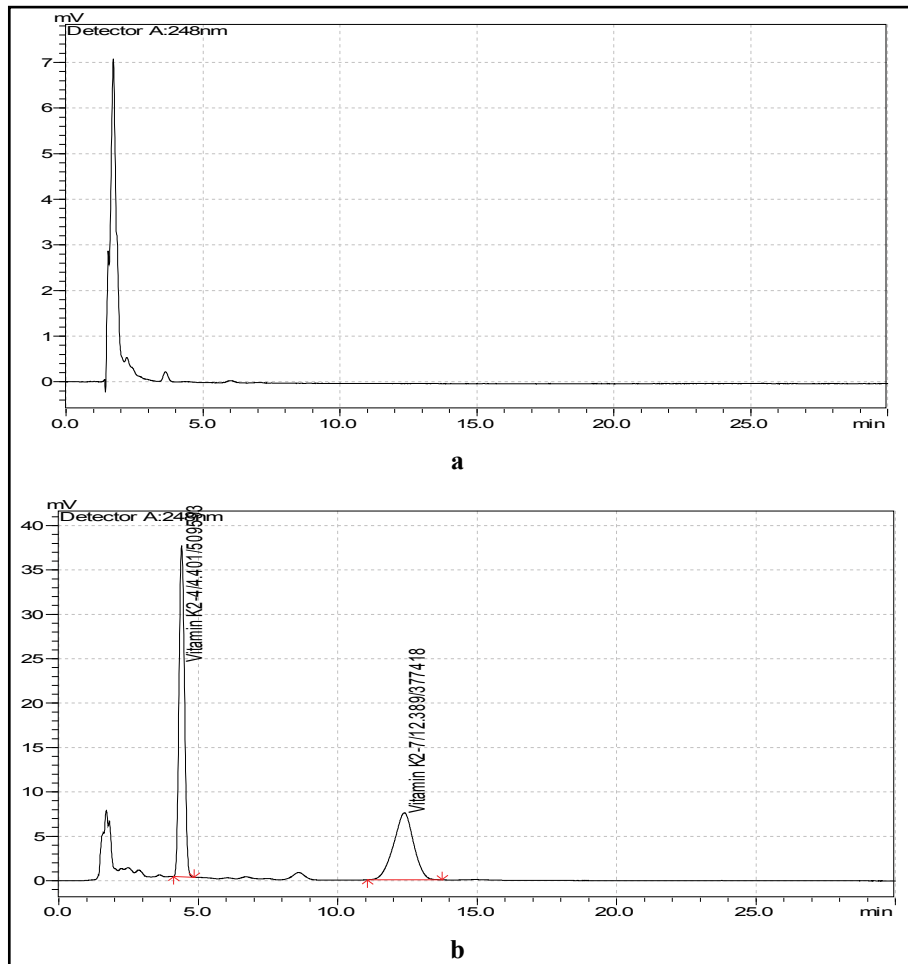 mV
Detector A:248nm
7
6
5
4
3
2
1
0
0.0 5.0 10.0 15.0 20.0 25.0 min
a
mV
Detector A:248nm
40
35
30
25
20
15
10
5
0
Vitamin K2-4/4.401/509593
Vitamin K2-7/12.389/377418
0.0 5.0 10.0 15.0 20.0 25.0 min
b